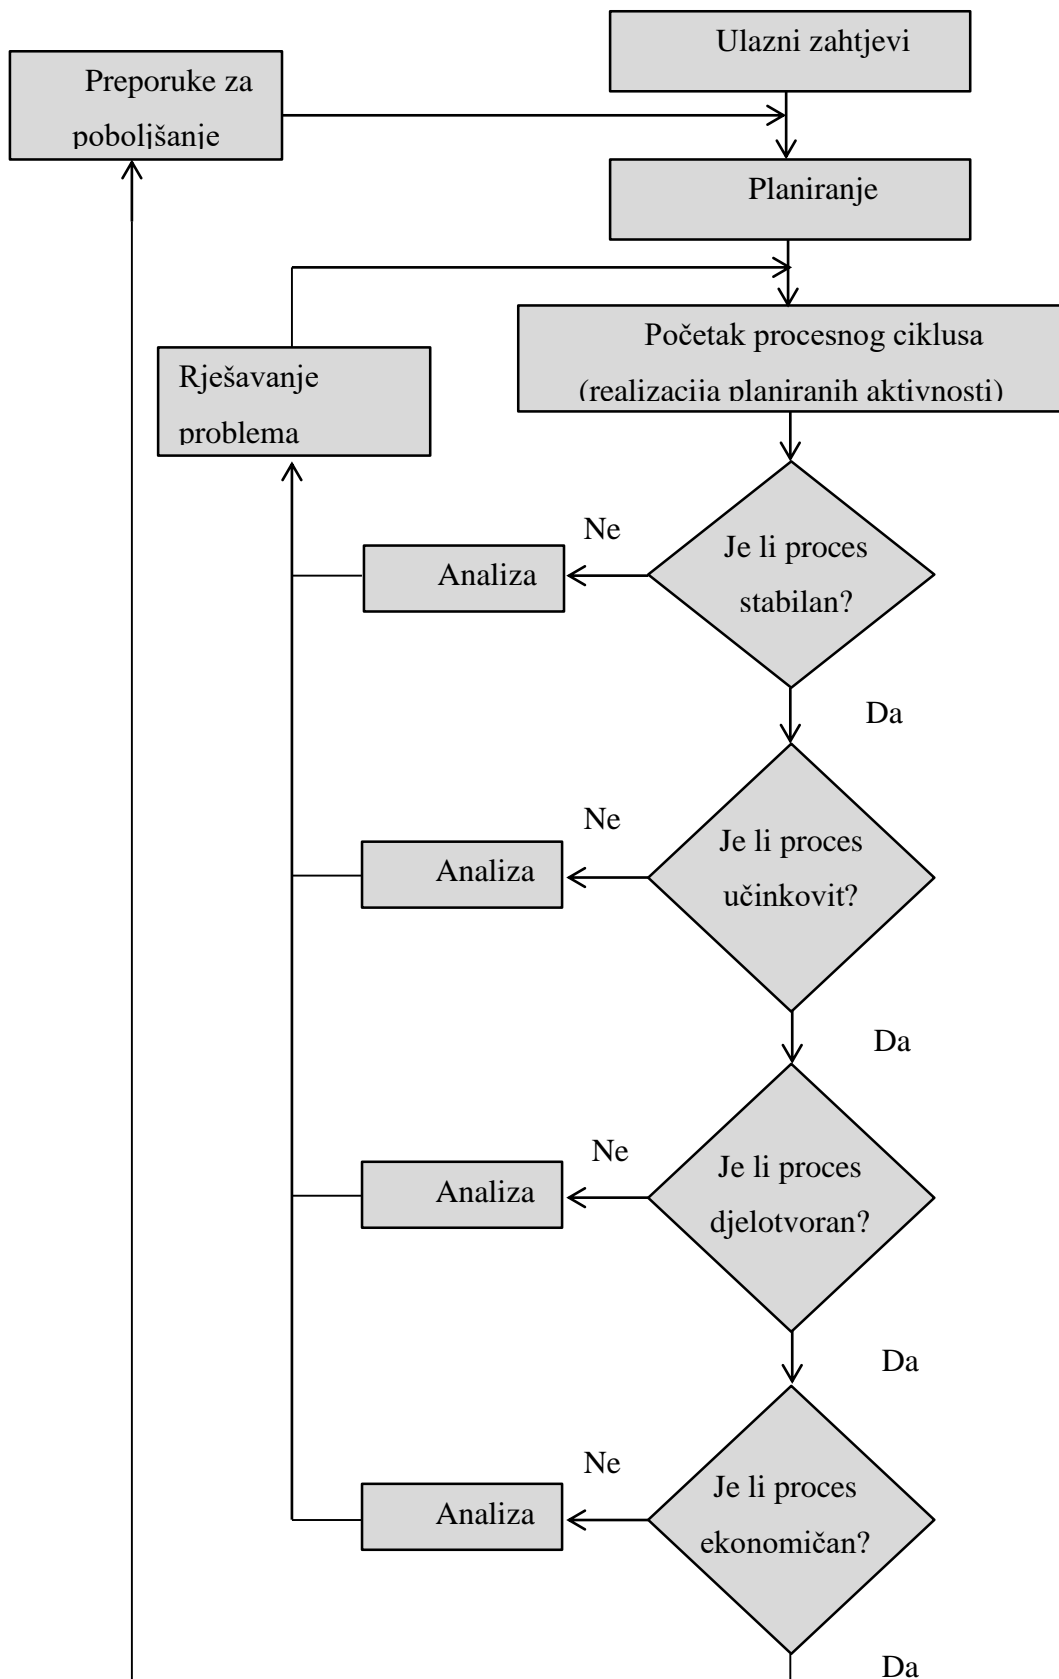 Ulazni zahtjevi
Preporuke za
poboljšanje
Planiranje
Početak procesnog ciklusa
(realizacija planiranih aktivnosti)
Rješavanje
problema
Ne
Je li proces
stabilan?
Analiza
Da
Ne
Je li proces
učinkovit?
Analiza
Da
Ne
Je li proces
djelotvoran?
Analiza
Da
Ne
Je li proces
ekonomičan?
Analiza
Da